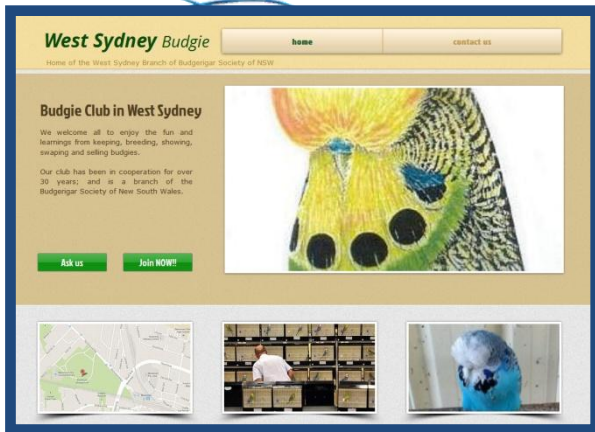 West Sydney Budgie
home
contact us
Home of the West Sydney Branch of Budgerigar Society of NSW
Budgie Club in West Sydney
We welcome all to enjoy the fun and
learnings from keeping, breeding, showing,
swaping and selling budgies.
Our club has been in cooperation for over
30 years; and is a branch of the
Budgerigar Society of New South Wales.
Ask us
Join NOW!!